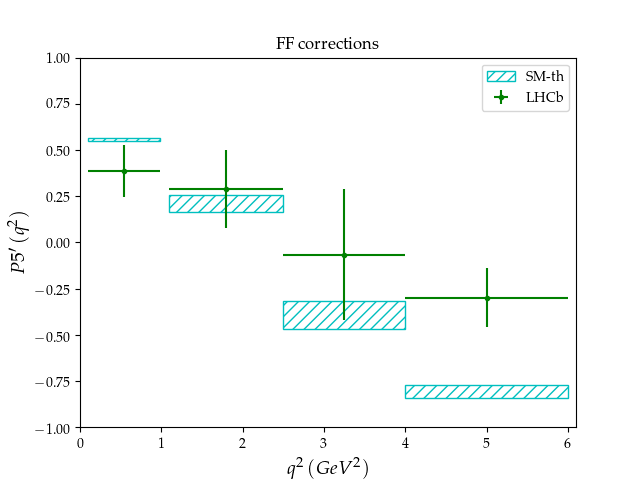 FF corrections
SM-th
LHCb
1.00
0.75
0.50
0.25
0.00
−0.25
−0.50
−0.75
−1.00
P5′ (q²)
0 1 2 3 4 5 6
q² (GeV²)